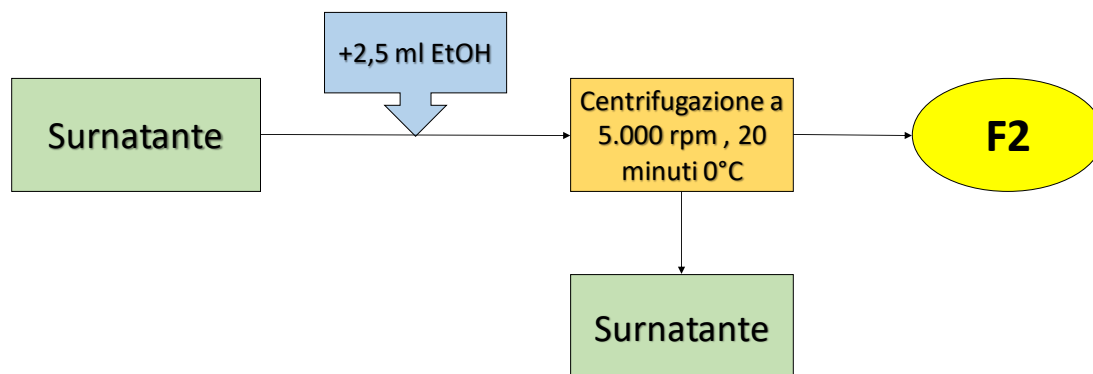 +2,5 ml EtOH
Surnatante
Centrifugazione a
5.000 rpm , 20
minuti 0°C
F2
Surnatante